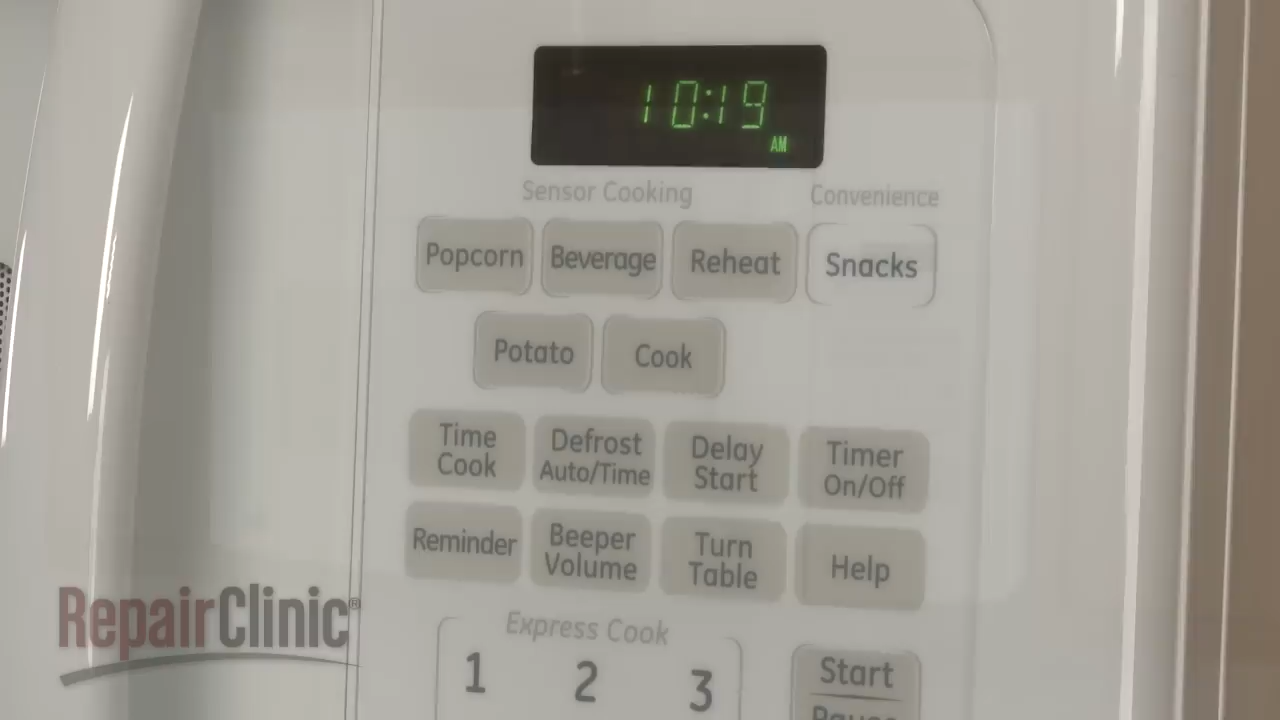 10:19
AM
Sensor Cooking
Convenience
Popcorn
Beverage
Reheat
Snacks
Potato
Cook
Time
Cook
Defrost
Auto/Time
Delay
Start
Timer
On/Off
Reminder
Beeper
Volume
Turn
Table
Help
Express Cook
1 2 3
Start
RepairClinic®